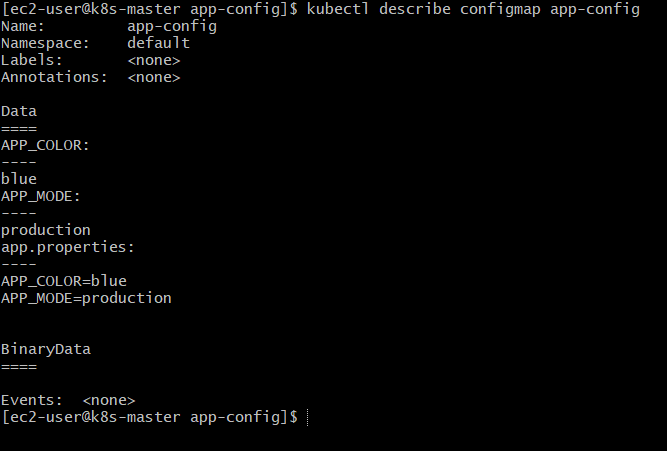 [ec2-user@k8s-master app-config]$ kubectl describe configmap app-config
Name:         app-config
Namespace:    default
Labels:       <none>
Annotations:  <none>

Data
====
APP_COLOR:
----
blue
APP_MODE:
----
production
app.properties:
----
APP_COLOR=blue
APP_MODE=production


BinaryData
====

Events:  <none>
[ec2-user@k8s-master app-config]$